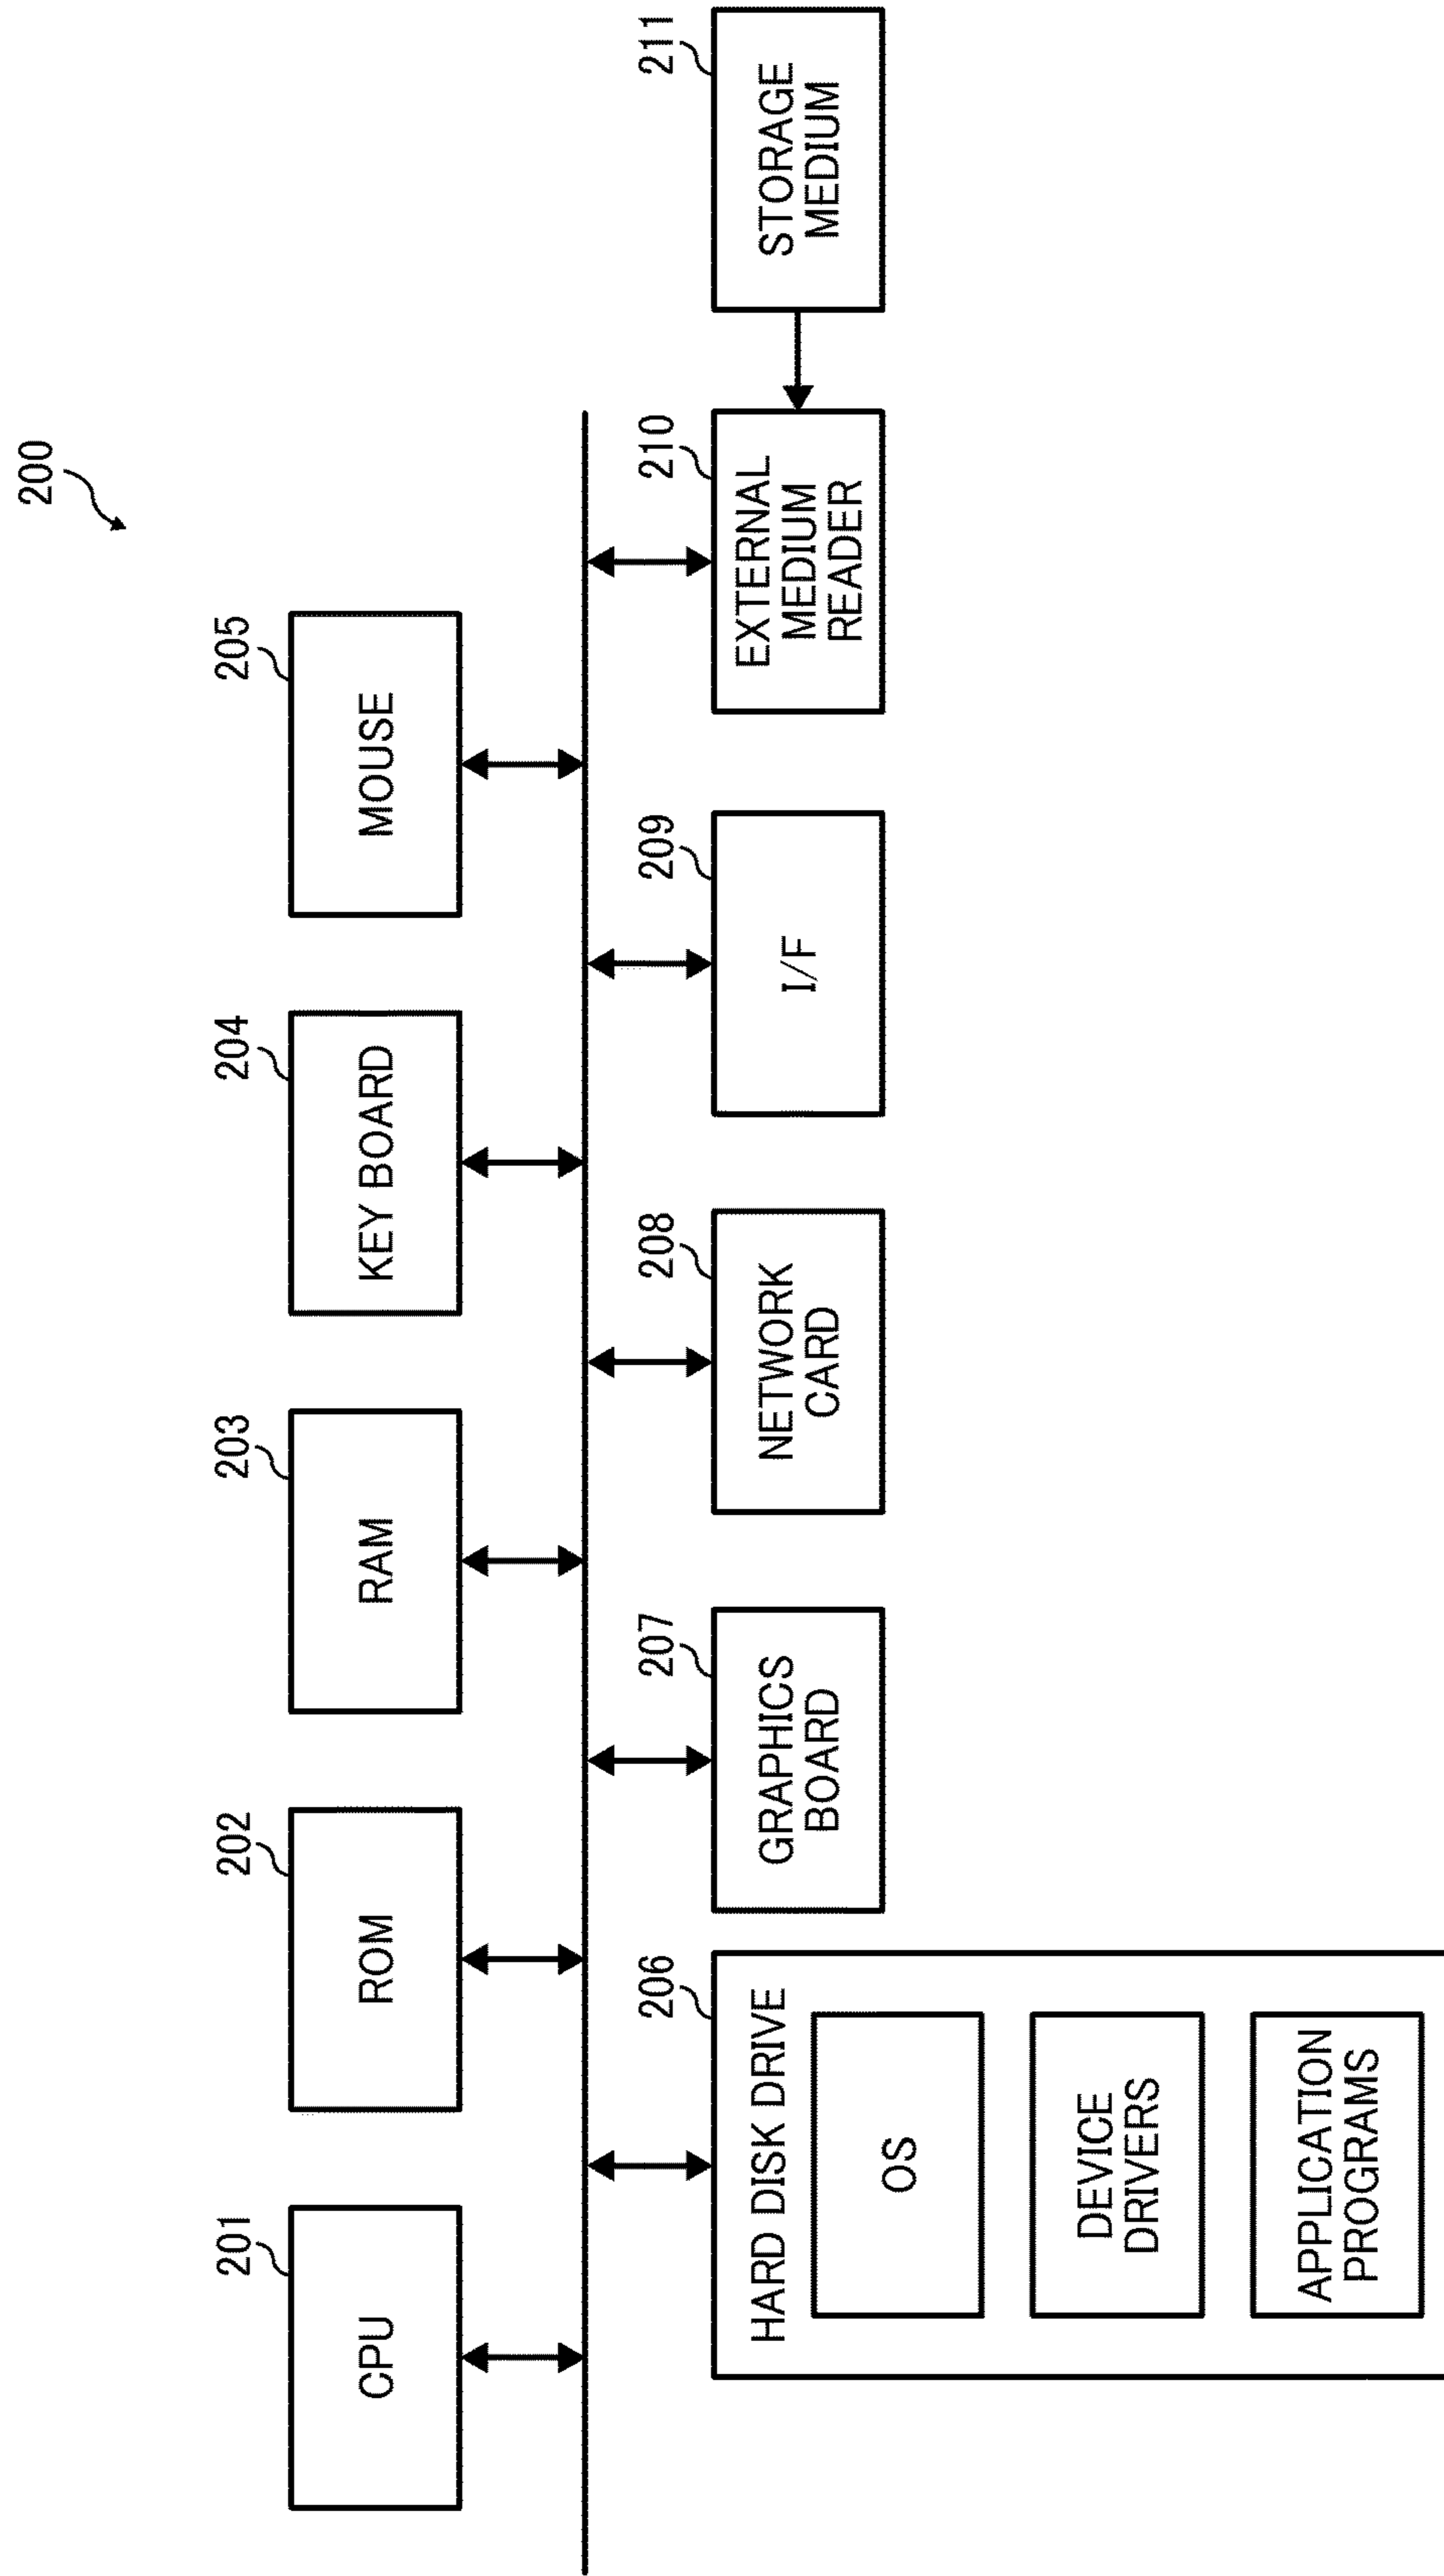 200
201
CPU
202
ROM
203
RAM
204
KEY BOARD
205
MOUSE
206
HARD DISK DRIVE
OS
DEVICE
DRIVERS
APPLICATION
PROGRAMS
207
GRAPHICS
BOARD
208
NETWORK
CARD
209
I/F
210
EXTERNAL
MEDIUM
READER
211
STORAGE
MEDIUM